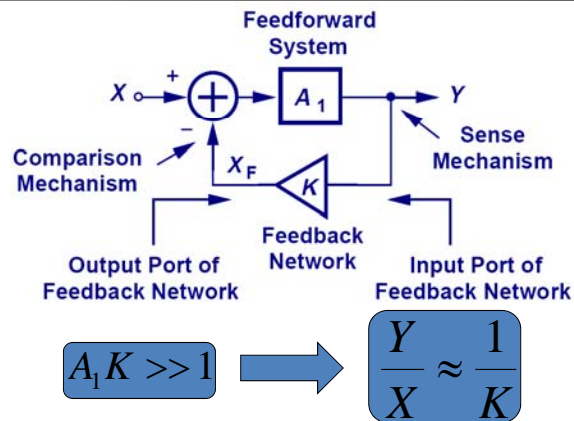 Feedforward
System
X + A₁ Y
−
Comparison
Mechanism
Sense
Mechanism
X_F K
Feedback
Network
Output Port of
Feedback Network
Input Port of
Feedback Network
A₁K >> 1
Y/X ≈ 1/K